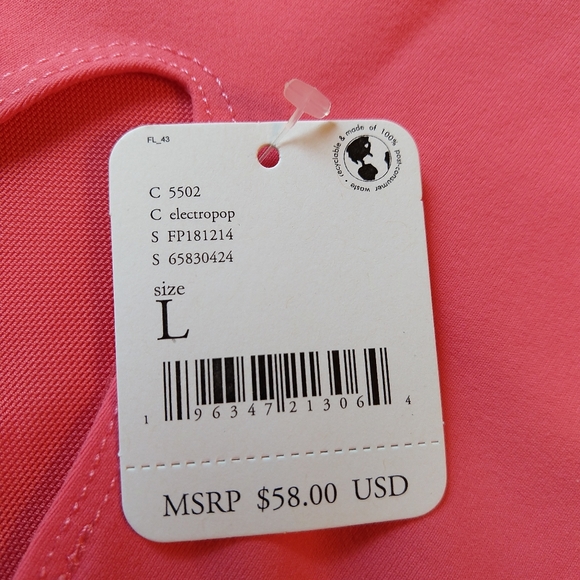 FL_43
recyclable & made of 100% post-consumer waste •
C 5502
C electropop
S FP181214
S 65830424
size
L
1 96347 21306 4
MSRP $58.00 USD